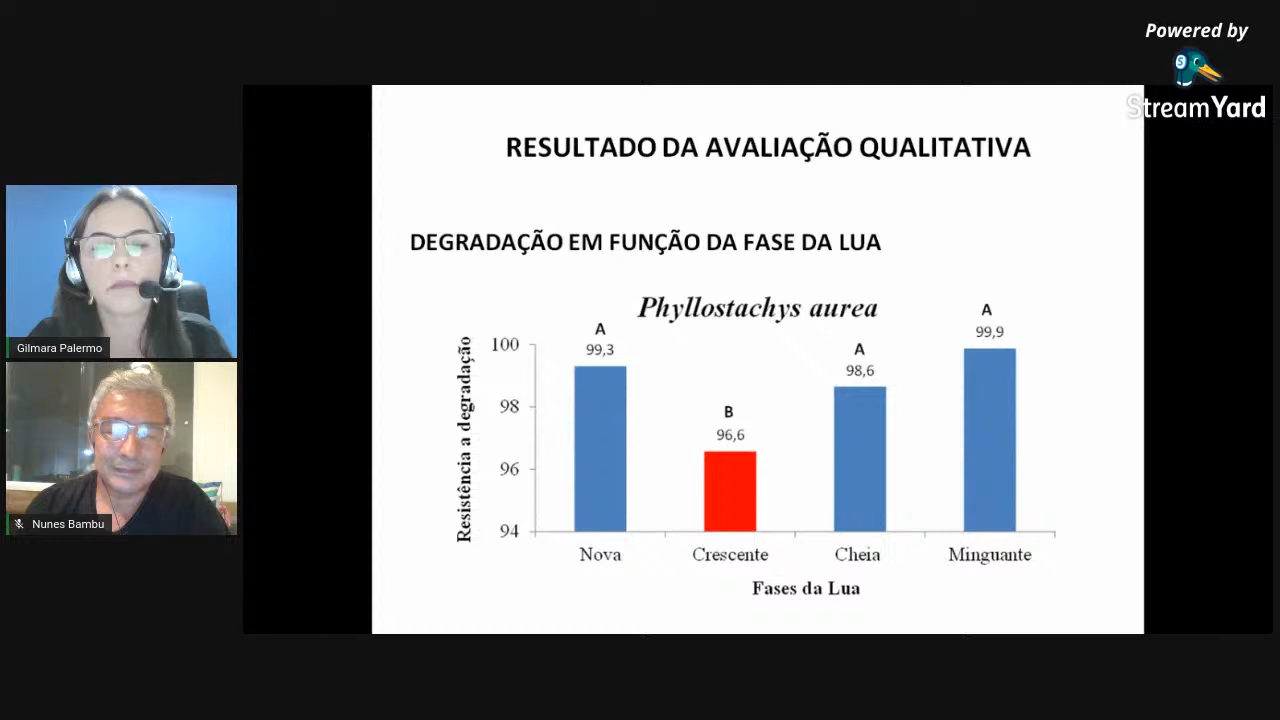 Powered by
StreamYard
RESULTADO DA AVALIAÇÃO QUALITATIVA
DEGRADAÇÃO EM FUNÇÃO DA FASE DA LUA
Phyllostachys aurea
Resistência a degradação
100
98
96
94
A
99,3
B
96,6
A
98,6
A
99,9
Nova
Crescente
Cheia
Minguante
Fases da Lua
Gilmara Palermo
Nunes Bambu